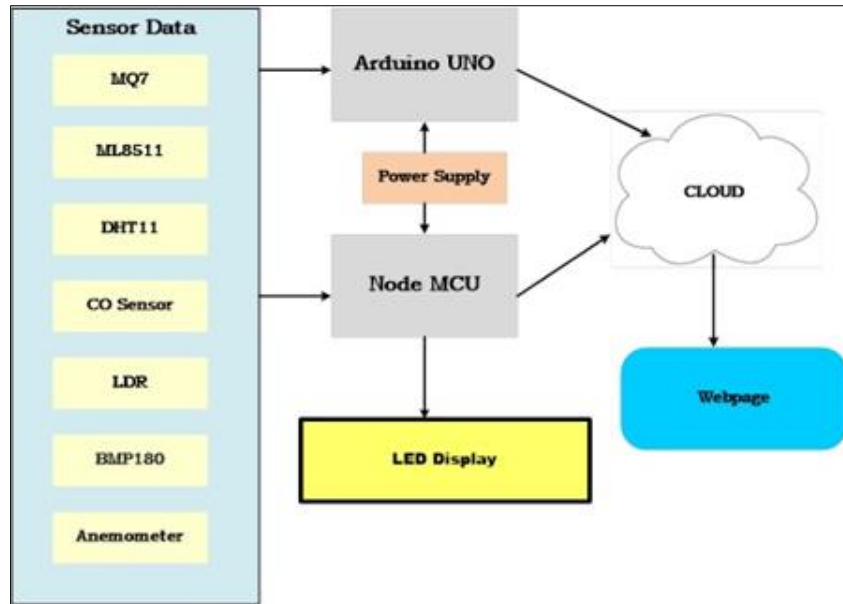 Sensor Data
MQ7
ML8511
DHT11
CO Sensor
LDR
BMP180
Anemometer
Arduino UNO
Power Supply
Node MCU
LED Display
CLOUD
Webpage